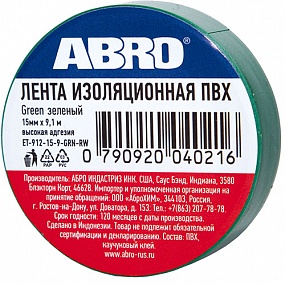 ABRO
ЛЕНТА ИЗОЛЯЦИОННАЯ ПВХ
Green зеленый
15мм х 9,1 м
высокая адгезия
ET-912-15-9-GRN-RW
0 790920 040216
Производитель: АБРО ИНДАСТРИЗ ИНК. США, Саус Бэнд, Индиана, 3580
Блэкторн Корт, 46628. Импортер и уполномоченная организация на
принятие претензий: ООО «АброХИМ», 344103, Россия,
г. Ростов-на-Дону, ул. Доватора, д. 153. Тел.: +7(863) 207-78-78.
Срок годности: 120 месяцев с даты производства.
Сделано в Индонезии. Товар не подлежит обязательной
сертификации и декларированию. Состав: ПВХ,
каучуковый клей.
www.abro-rus.ru